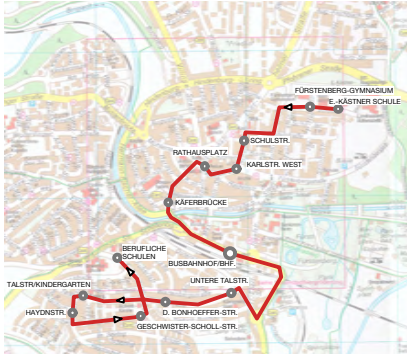 FÜRSTENBERG-GYMNASIUM
E.-KÄSTNER SCHULE
SCHULSTR.
RATHAUSPLATZ
KARLSTR. WEST
KÄFERBRÜCKE
BERUFLICHE
SCHULEN
BUSBAHNHOF/BHF.
UNTERE TALSTR.
TALSTR/KINDERGARTEN
HAYDNSTR.
D. BONHOEFFER-STR.
GESCHWISTER-SCHOLL-STR.